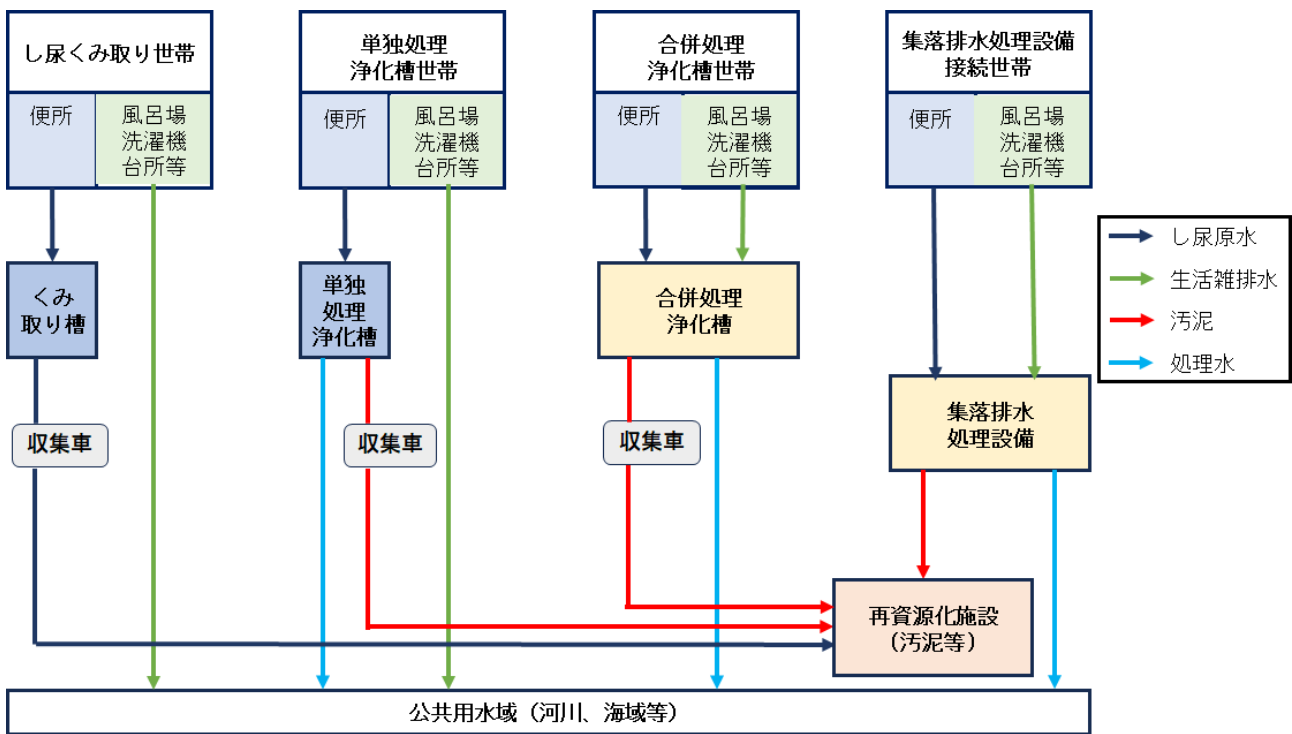 し尿くみ取り世帯
便所
風呂場
洗濯機
台所等
単独処理
浄化槽世帯
便所
風呂場
洗濯機
台所等
合併処理
浄化槽世帯
便所
風呂場
洗濯機
台所等
集落排水処理設備
接続世帯
便所
風呂場
洗濯機
台所等
し尿原水
生活雑排水
汚泥
処理水
くみ
取り槽
単独
処理
浄化槽
合併処理
浄化槽
集落排水
処理設備
収集車
収集車
収集車
再資源化施設
（汚泥等）
公共用水域（河川、海域等）